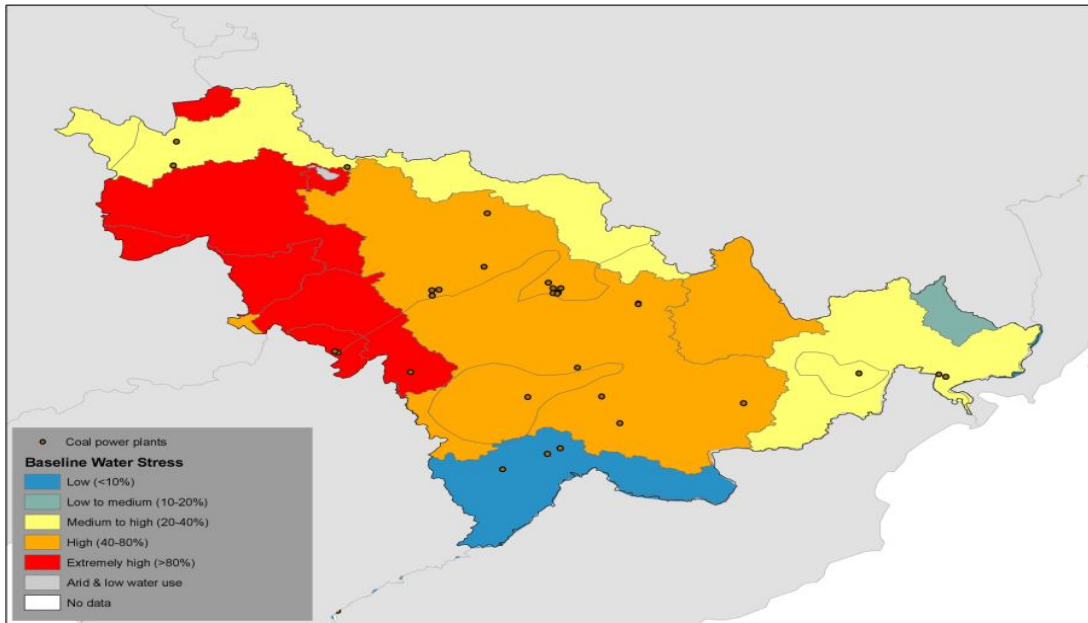 Coal power plants
Baseline Water Stress
Low (<10%)
Low to medium (10-20%)
Medium to high (20-40%)
High (40-80%)
Extremely high (>80%)
Arid & low water use
No data